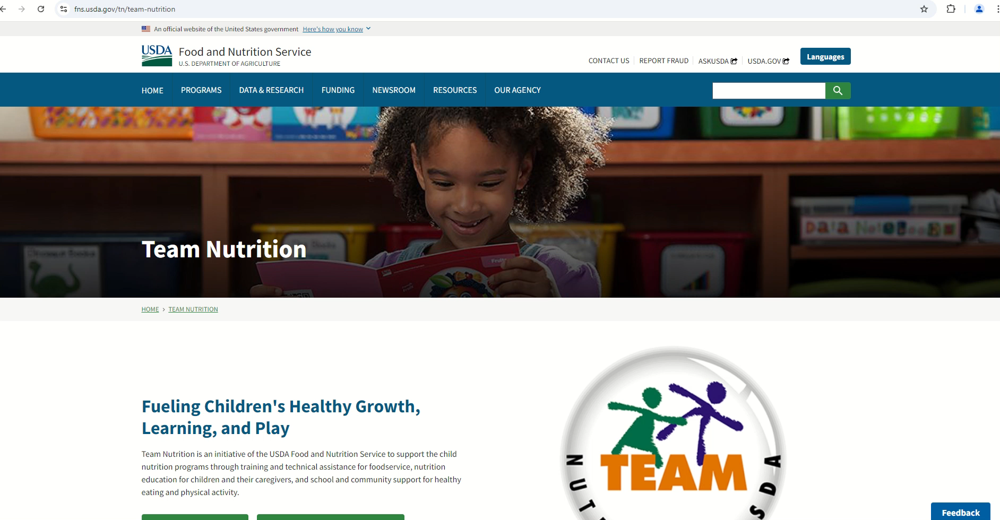 fns.usda.gov/tn/team-nutrition
An official website of the United States government Here's how you know
USDA Food and Nutrition Service
U.S. DEPARTMENT OF AGRICULTURE
CONTACT US REPORT FRAUD ASKUSDA USDA.GOV Languages
HOME PROGRAMS DATA & RESEARCH FUNDING NEWSROOM RESOURCES OUR AGENCY
Dinosaur Books
Data Notebooks
Team Nutrition
HOME > TEAM NUTRITION
Fueling Children's Healthy Growth,
Learning, and Play
Team Nutrition is an initiative of the USDA Food and Nutrition Service to support the child
nutrition programs through training and technical assistance for foodservice, nutrition
education for children and their caregivers, and school and community support for healthy
eating and physical activity.
TEAM
Feedback